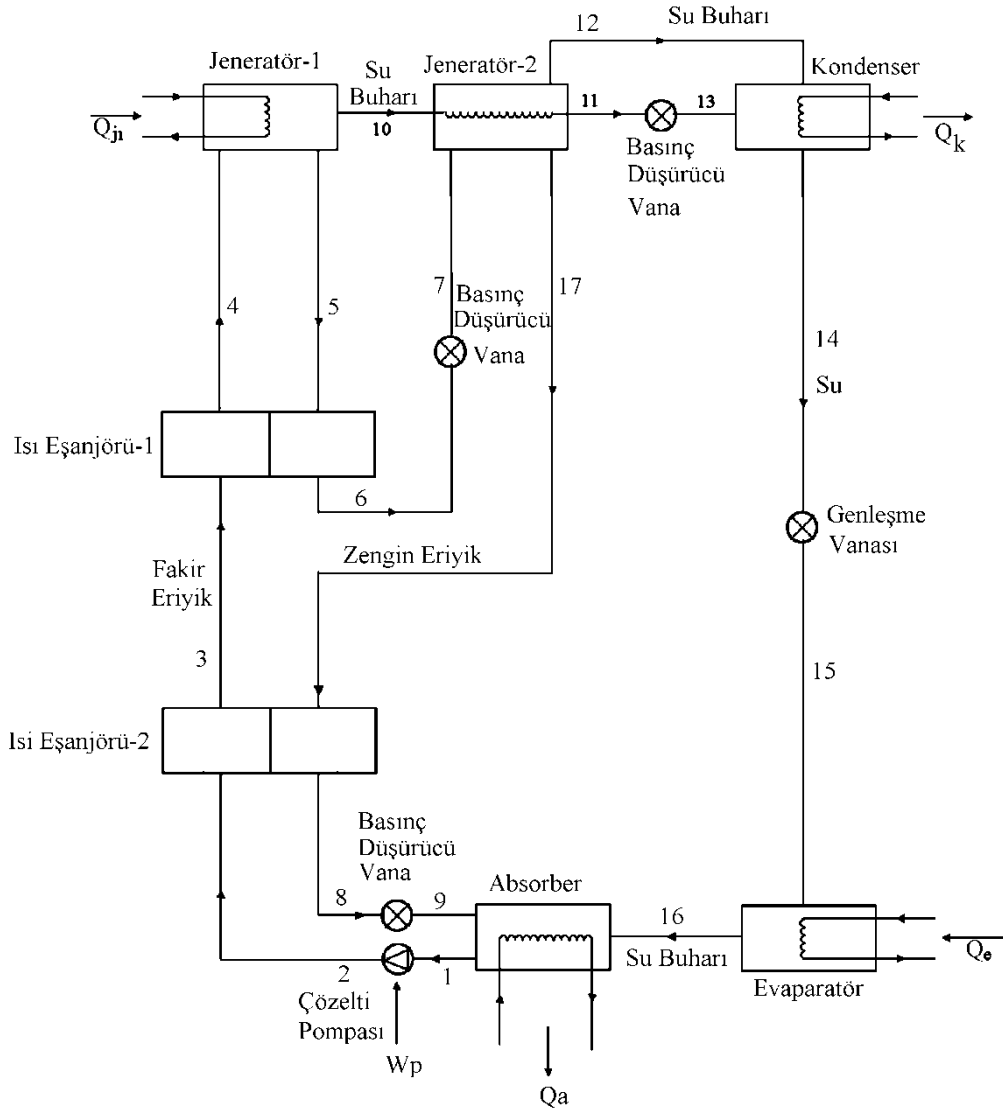 12
Su Buharı
Jeneratör-1
Su
Buharı
Jeneratör-2
Kondenser
Qj1
10
11
13
Qk
Basınç
Düşürücü
Vana
4
5
7
Basınç
Düşürücü
Vana
17
14
Su
Isı Eşanjörü-1
6
Genleşme
Vanası
Zengin Eriyik
Fakir
Eriyik
3
15
Isi Eşanjörü-2
Basınç
Düşürücü
Vana
8
9
Absorber
16
Su Buharı
Qe
2
1
Çözelti
Pompası
Evaparatör
Wp
Qa